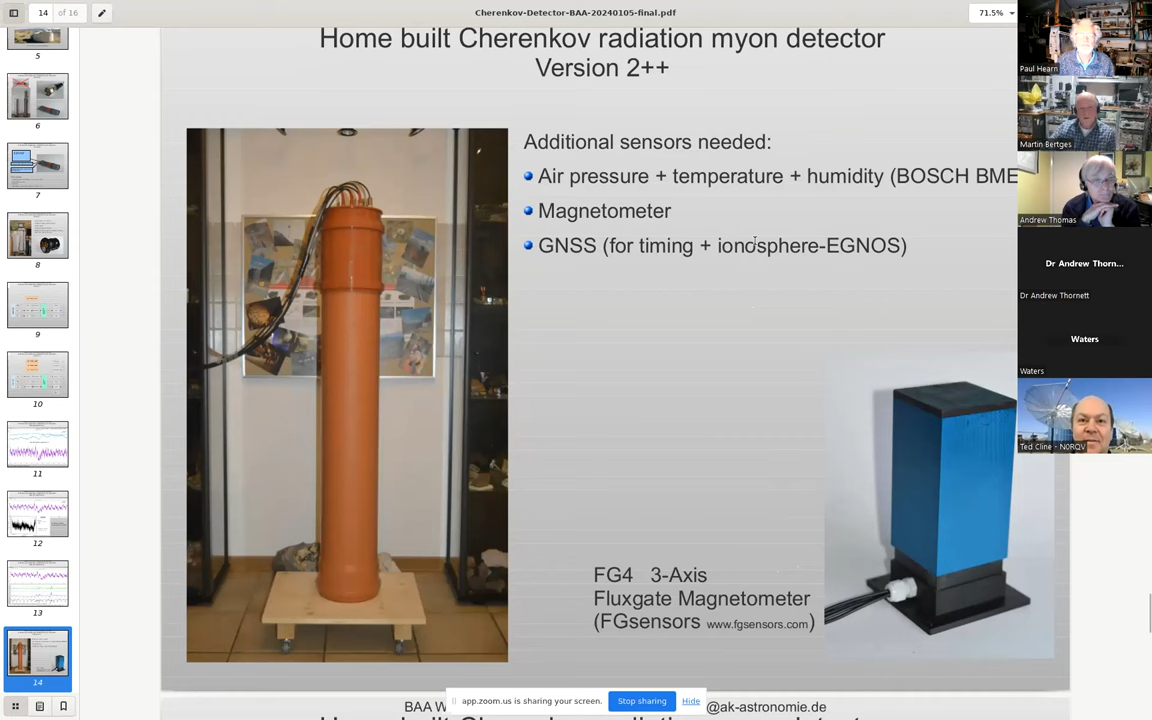 14 of 16
Cherenkov-Detector-BAA-20240105-final.pdf
71.5%
5
6
7
8
9
10
11
12
13
14
Home built Cherenkov radiation myon detector
Version 2++
Additional sensors needed:
Air pressure + temperature + humidity (BOSCH BME
Magnetometer
GNSS (for timing + ionosphere-EGNOS)
FG4 3-Axis
Fluxgate Magnetometer
(FGsensors www.fgsensors.com)
Paul Hearn
Martin Bertges
Andrew Thomas
Dr Andrew Thorn...
Dr Andrew Thornett
Waters
Waters
Ted Cline - N0RQV
app.zoom.us is sharing your screen.
Stop sharing
Hide
BAA W
@ak-astronomie.de